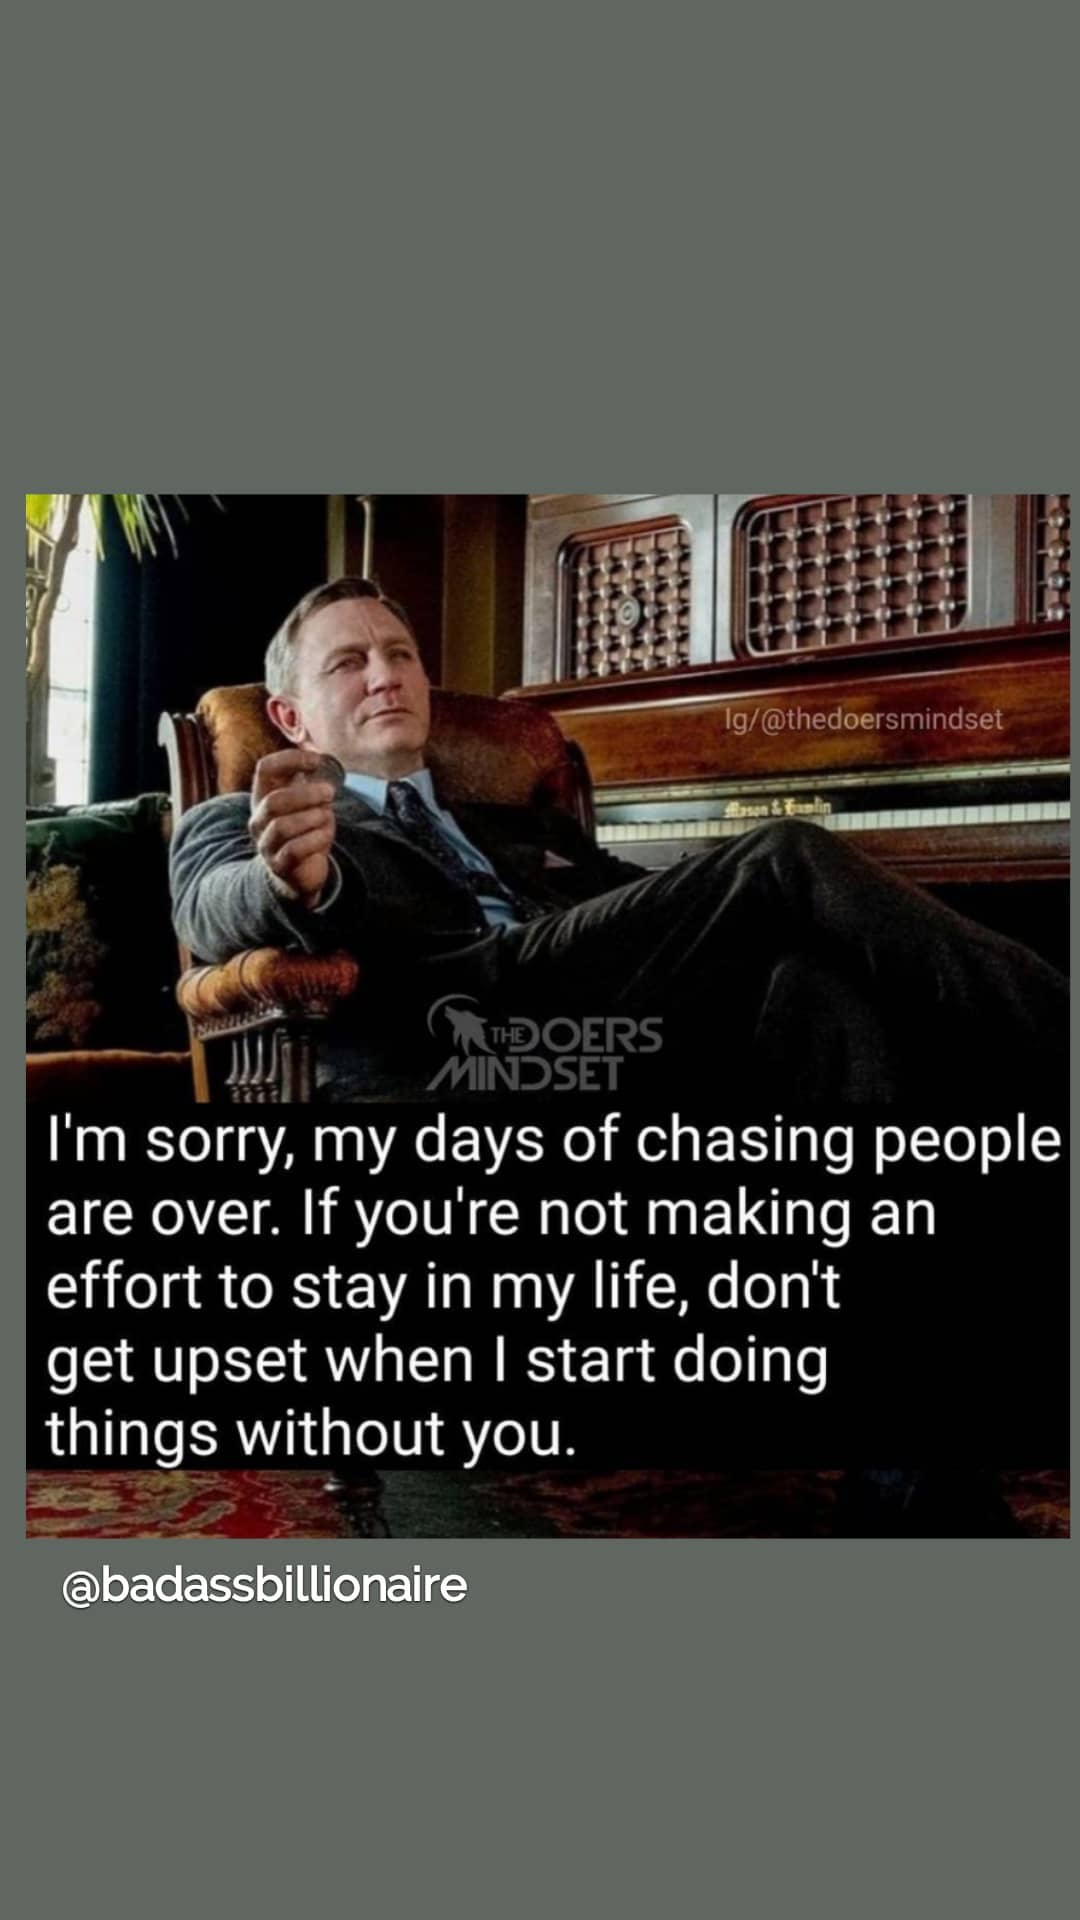 Ig/@thedoersmindset
Mason & Hamlin
THE DOERS
MINDSET
I'm sorry, my days of chasing people
are over. If you're not making an
effort to stay in my life, don't
get upset when I start doing
things without you.
@badassbillionaire